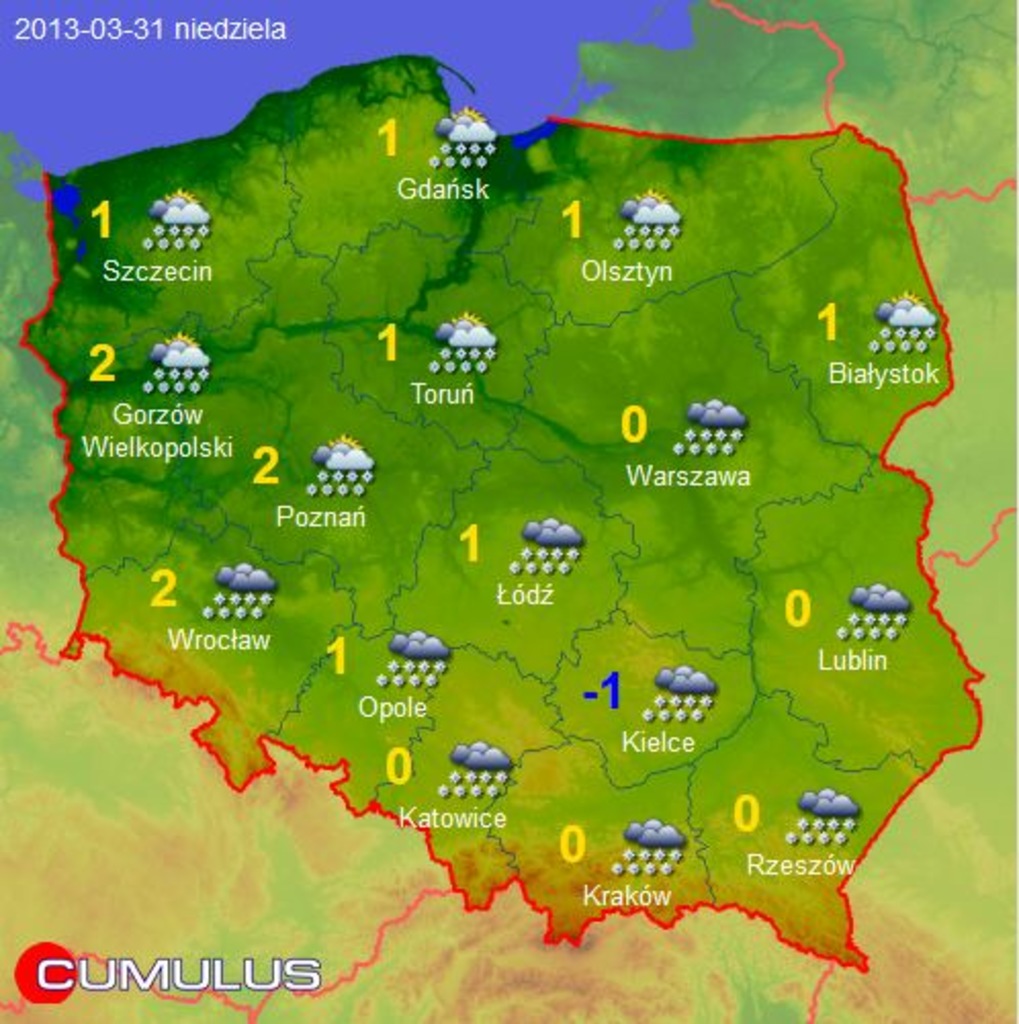 2013-03-31 niedziela
1
Gdańsk
1
Szczecin
1
Olsztyn
1
Białystok
2
Gorzów
Wielkopolski
1
Toruń
0
Warszawa
2
Poznań
1
Łódź
2
Wrocław
0
Lublin
1
Opole
-1
Kielce
0
Katowice
0
Rzeszów
0
Kraków
CUMULUS